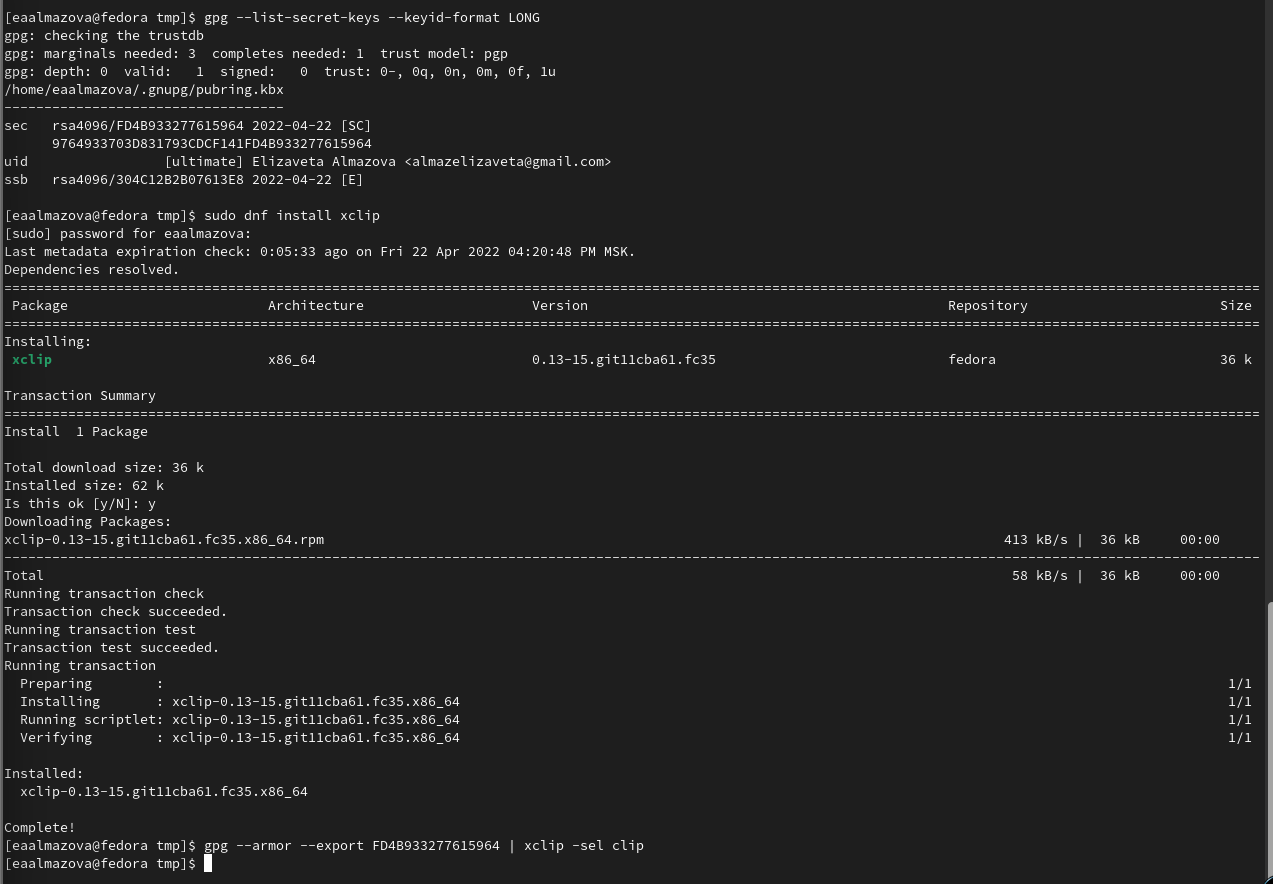 [eaalmazova@fedora tmp]$ gpg --list-secret-keys --keyid-format LONG
gpg: checking the trustdb
gpg: marginals needed: 3  completes needed: 1  trust model: pgp
gpg: depth: 0  valid:   1  signed:   0  trust: 0-, 0q, 0n, 0m, 0f, 1u
/home/eaalmazova/.gnupg/pubring.kbx
-----------------------------------
sec   rsa4096/FD4B933277615964 2022-04-22 [SC]
      9764933703D831793CDCF141FD4B933277615964
uid                 [ultimate] Elizaveta Almazova <almazelizaveta@gmail.com>
ssb   rsa4096/304C12B2B07613E8 2022-04-22 [E]

[eaalmazova@fedora tmp]$ sudo dnf install xclip
[sudo] password for eaalmazova:
Last metadata expiration check: 0:05:33 ago on Fri 22 Apr 2022 04:20:48 PM MSK.
Dependencies resolved.
================================================================================
 Package                         Architecture                     Version                                             Repository                        Size
================================================================================
Installing:
 xclip                           x86_64                           0.13-15.git11cba61.fc35                             fedora                            36 k

Transaction Summary
================================================================================
Install  1 Package

Total download size: 36 k
Installed size: 62 k
Is this ok [y/N]: y
Downloading Packages:
xclip-0.13-15.git11cba61.fc35.x86_64.rpm                    413 kB/s |  36 kB     00:00
--------------------------------------------------------------------------------
Total                                                        58 kB/s |  36 kB     00:00
Running transaction check
Transaction check succeeded.
Running transaction test
Transaction test succeeded.
Running transaction
  Preparing        :                                                        1/1
  Installing       : xclip-0.13-15.git11cba61.fc35.x86_64                   1/1
  Running scriptlet: xclip-0.13-15.git11cba61.fc35.x86_64                   1/1
  Verifying        : xclip-0.13-15.git11cba61.fc35.x86_64                   1/1

Installed:
  xclip-0.13-15.git11cba61.fc35.x86_64

Complete!
[eaalmazova@fedora tmp]$ gpg --armor --export FD4B933277615964 | xclip -sel clip
[eaalmazova@fedora tmp]$